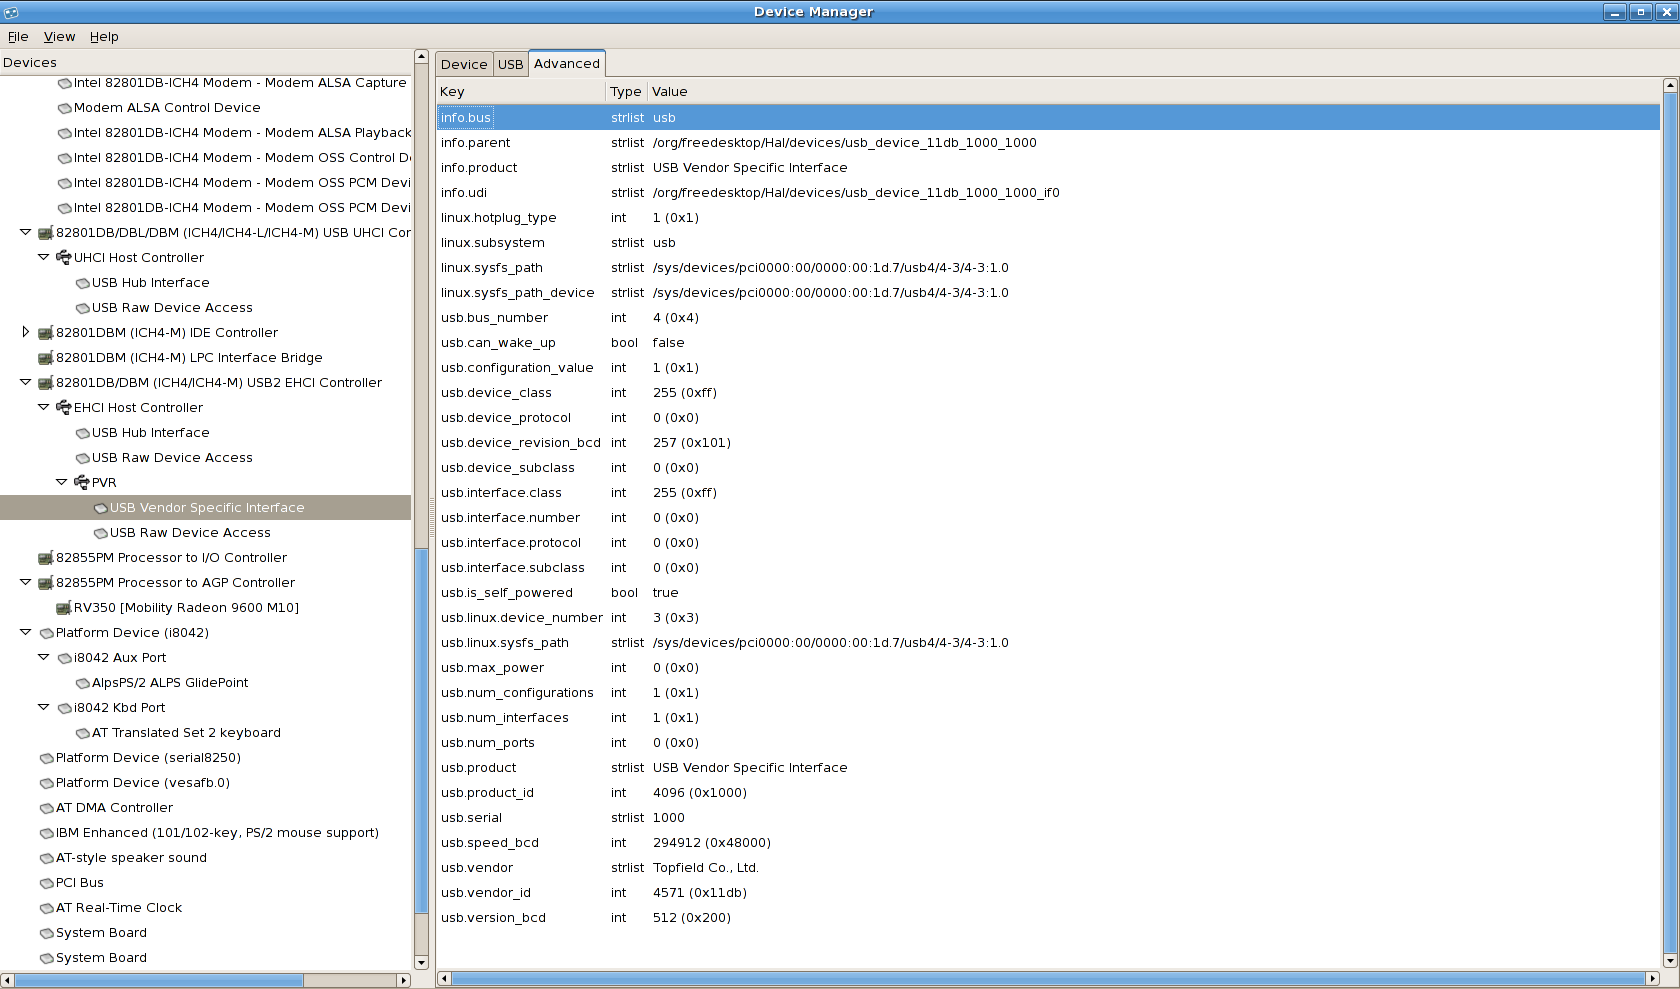 Device Manager
File View Help
Devices
Intel 82801DB-ICH4 Modem - Modem ALSA Capture
Modem ALSA Control Device
Intel 82801DB-ICH4 Modem - Modem ALSA Playback
Intel 82801DB-ICH4 Modem - Modem OSS Control D
Intel 82801DB-ICH4 Modem - Modem OSS PCM Devi
Intel 82801DB-ICH4 Modem - Modem OSS PCM Devi
82801DB/DBL/DBM (ICH4/ICH4-L/ICH4-M) USB UHCI Cor
UHCI Host Controller
USB Hub Interface
USB Raw Device Access
82801DBM (ICH4-M) IDE Controller
82801DBM (ICH4-M) LPC Interface Bridge
82801DB/DBM (ICH4/ICH4-M) USB2 EHCI Controller
EHCI Host Controller
USB Hub Interface
USB Raw Device Access
PVR
USB Vendor Specific Interface
USB Raw Device Access
82855PM Processor to I/O Controller
82855PM Processor to AGP Controller
RV350 [Mobility Radeon 9600 M10]
Platform Device (i8042)
i8042 Aux Port
AlpsPS/2 ALPS GlidePoint
i8042 Kbd Port
AT Translated Set 2 keyboard
Platform Device (serial8250)
Platform Device (vesafb.0)
AT DMA Controller
IBM Enhanced (101/102-key, PS/2 mouse support)
AT-style speaker sound
PCI Bus
AT Real-Time Clock
System Board
System Board
Device USB Advanced
Key Type Value
info.bus strlist usb
info.parent strlist /org/freedesktop/Hal/devices/usb_device_11db_1000_1000
info.product strlist USB Vendor Specific Interface
info.udi strlist /org/freedesktop/Hal/devices/usb_device_11db_1000_1000_if0
linux.hotplug_type int 1 (0x1)
linux.subsystem strlist usb
linux.sysfs_path strlist /sys/devices/pci0000:00/0000:00:1d.7/usb4/4-3/4-3:1.0
linux.sysfs_path_device strlist /sys/devices/pci0000:00/0000:00:1d.7/usb4/4-3/4-3:1.0
usb.bus_number int 4 (0x4)
usb.can_wake_up bool false
usb.configuration_value int 1 (0x1)
usb.device_class int 255 (0xff)
usb.device_protocol int 0 (0x0)
usb.device_revision_bcd int 257 (0x101)
usb.device_subclass int 0 (0x0)
usb.interface.class int 255 (0xff)
usb.interface.number int 0 (0x0)
usb.interface.protocol int 0 (0x0)
usb.interface.subclass int 0 (0x0)
usb.is_self_powered bool true
usb.linux.device_number int 3 (0x3)
usb.linux.sysfs_path strlist /sys/devices/pci0000:00/0000:00:1d.7/usb4/4-3/4-3:1.0
usb.max_power int 0 (0x0)
usb.num_configurations int 1 (0x1)
usb.num_interfaces int 1 (0x1)
usb.num_ports int 0 (0x0)
usb.product strlist USB Vendor Specific Interface
usb.product_id int 4096 (0x1000)
usb.serial strlist 1000
usb.speed_bcd int 294912 (0x48000)
usb.vendor strlist Topfield Co., Ltd.
usb.vendor_id int 4571 (0x11db)
usb.version_bcd int 512 (0x200)